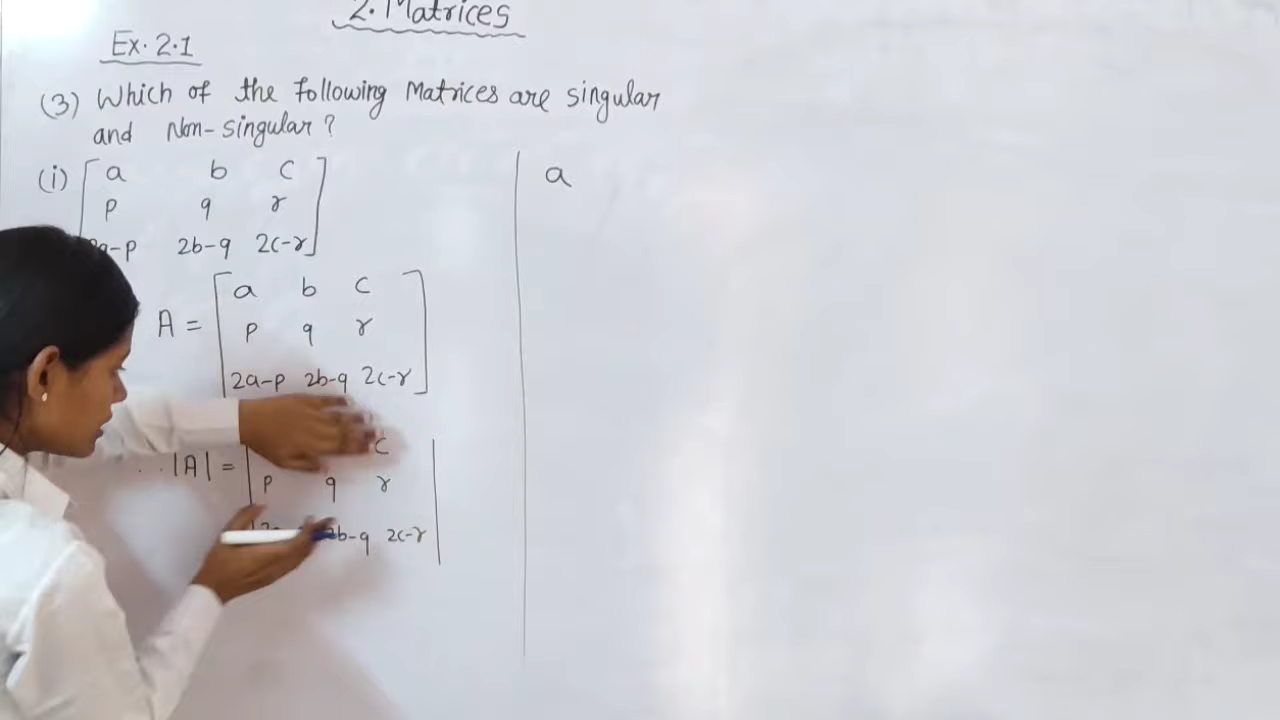 2. Matrices
Ex. 2.1
(3) Which of the following Matrices are singular
and Non-singular?
(i) [ a b c ]
p q r
2b-q 2c-r
A = [ a b c ]
p q r
2a-p 2b-q 2c-r
|A| = c
p q r
2b-q 2c-r
a